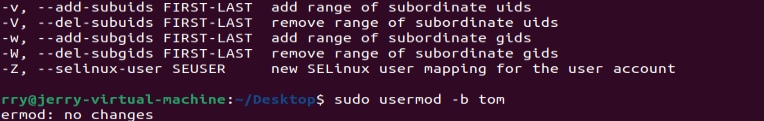 -v, --add-subuids FIRST-LAST  add range of subordinate uids
-V, --del-subuids FIRST-LAST  remove range of subordinate uids
-w, --add-subgids FIRST-LAST  add range of subordinate gids
-W, --del-subgids FIRST-LAST  remove range of subordinate gids
-Z, --selinux-user SEUSER     new SELinux user mapping for the user account
rry@jerry-virtual-machine:~/Desktop$ sudo usermod -b tom
ermod: no changes